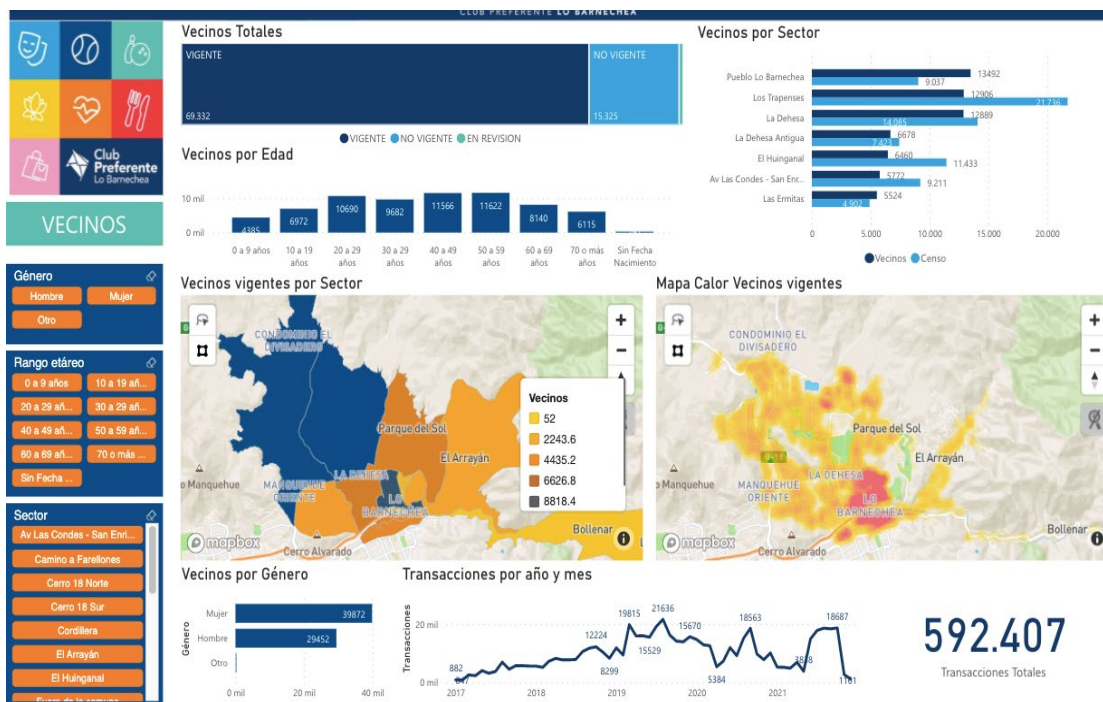 CLUB PREFERENTE LO BARNECHEA
Club
Preferente
Lo Barnechea
VECINOS
Género
Hombre
Mujer
Otro
Rango etáreo
0 a 9 años
10 a 19 añ...
20 a 29 añ...
30 a 29 añ...
40 a 49 añ...
50 a 59 añ...
60 a 69 añ...
70 o más ...
Sin Fecha ...
Sector
Av Las Condes - San Enri...
Camino a Farellones
Cerro 18 Norte
Cerro 18 Sur
Cordillera
El Arrayán
El Huinganal
Vecinos Totales
VIGENTE
NO VIGENTE
69.332
15.325
VIGENTE NO VIGENTE EN REVISION
Vecinos por Edad
10 mil
0 mil
4385
6972
10690
9682
11566
11622
8140
6115
0 a 9 años
10 a 19 años
20 a 29 años
30 a 29 años
40 a 49 años
50 a 59 años
60 a 69 años
70 o más años
Sin Fecha Nacimiento
Vecinos por Sector
Pueblo Lo Barnechea
13492
9.037
Los Trapenses
12906
21.736
La Dehesa
12889
14.085
La Dehesa Antigua
6678
7.423
El Huinganal
6460
11.433
Av Las Condes - San Enr...
5772
9.211
Las Ermitas
5524
4.902
0
5.000
10.000
15.000
20.000
Vecinos Censo
Vecinos vigentes por Sector
CONDOMINIO EL
DIVISADERO
Parque del Sol
El Arrayán
LA DEHESA
MANQUEHUE
ORIENTE
LO
BARNECHEA
o Manquehue
Cerro Alvarado
Bollenar
mapbox
Vecinos
52
2243.6
4435.2
6626.8
8818.4
Mapa Calor Vecinos vigentes
CONDOMINIO EL
DIVISADERO
Parque del Sol
El Arrayán
LA DEHESA
MANQUEHUE
ORIENTE
LO
BARNECHEA
o Manquehue
Cerro Alvarado
Bollenar
mapbox
Vecinos por Género
Género
Mujer
39872
Hombre
29452
Otro
0 mil
20 mil
40 mil
Transacciones por año y mes
Transacciones
20 mil
0 mil
882
12224
8299
19815
15529
21636
15670
5384
18563
18687
2017
2018
2019
2020
2021
592.407
Transacciones Totales